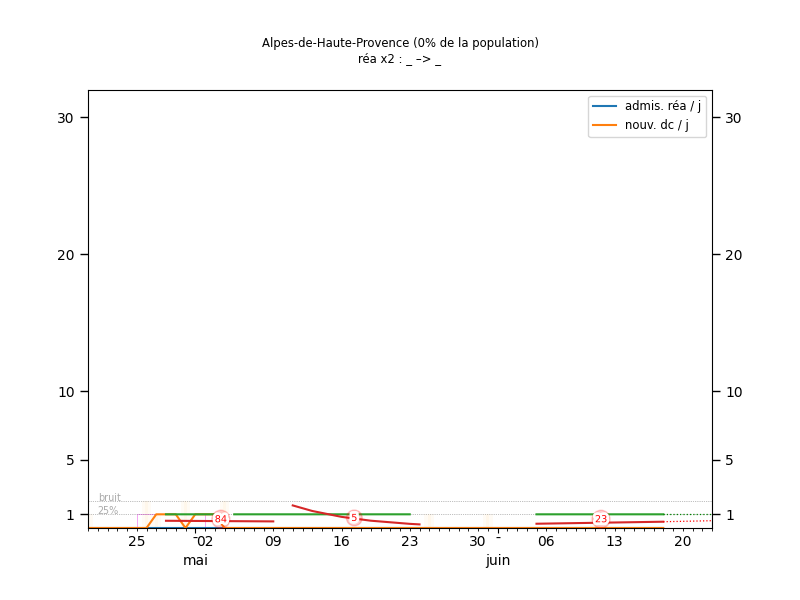 Alpes-de-Haute-Provence (0% de la population)
réa x2 : _ –> _
admis. réa / j
nouv. dc / j
30 30
20 20
10 10
5 5
bruit
25%
1 1
84 5 23
25 02 09 16 23 30 06 13 20
mai juin